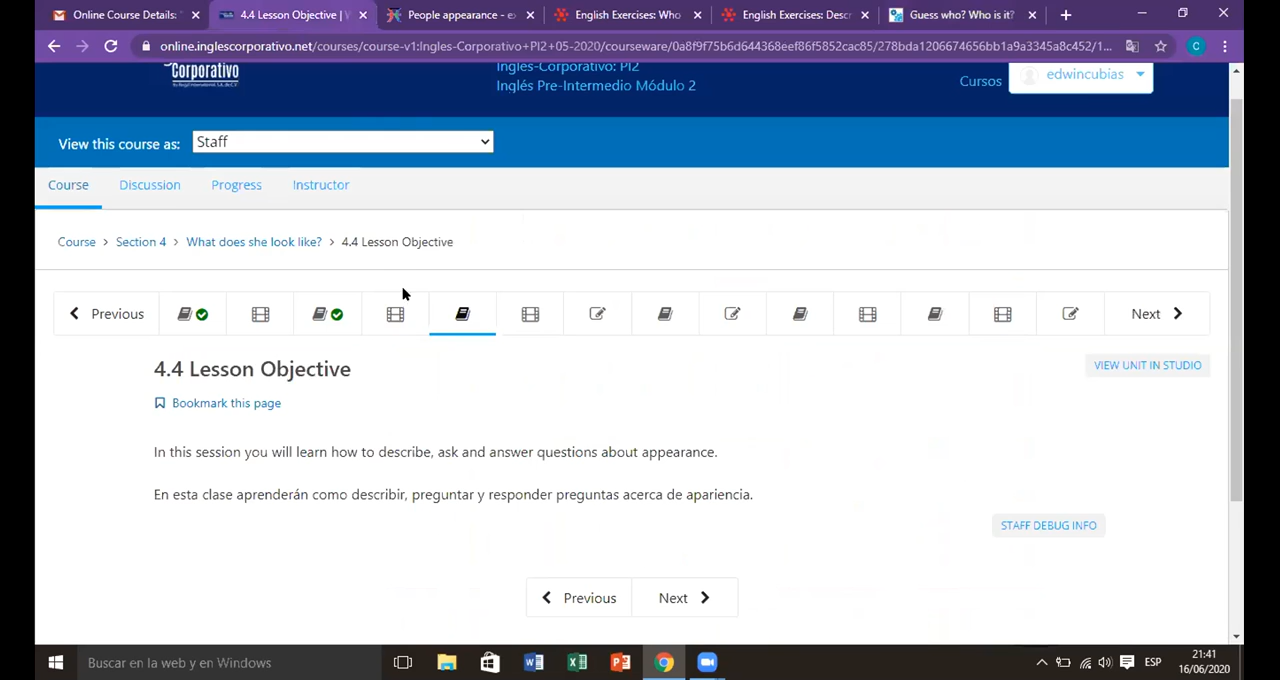 Online Course Details: "
4.4 Lesson Objective |
People appearance - e
English Exercises: Who
English Exercises: Descr
Guess who? Who is it?
online.inglescorporativo.net/courses/course-v1:Ingles-Corporativo+PI2+05-2020/courseware/0a8f9f75b6d644368eef86f5852cac85/278bda1206674656bb1a9a3345a8c452/1...
C
Corporativo
Ingles-Corporativo: PI2
Inglés Pre-Intermedio Módulo 2
Cursos
edwincubias
View this course as:
Staff
Course
Discussion
Progress
Instructor
Course > Section 4 > What does she look like? > 4.4 Lesson Objective
Previous
Next
4.4 Lesson Objective
VIEW UNIT IN STUDIO
Bookmark this page
In this session you will learn how to describe, ask and answer questions about appearance.
En esta clase aprenderán como describir, preguntar y responder preguntas acerca de apariencia.
STAFF DEBUG INFO
Previous
Next
Buscar en la web y en Windows
ESP
21:41
16/06/2020